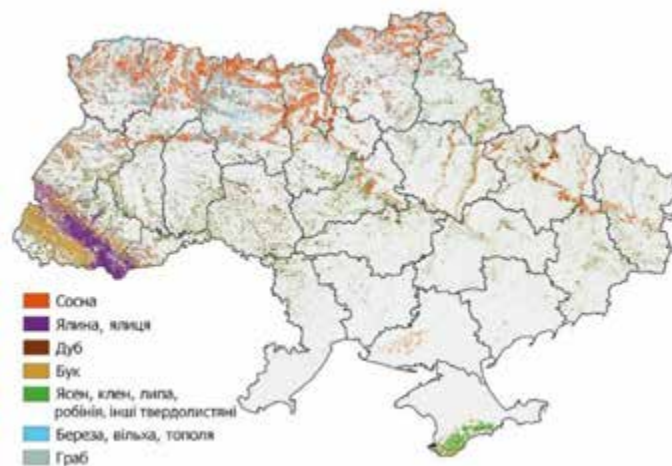 Сосна
Ялина, ялиця
Дуб
Бук
Ясен, клен, липа,
робінія, інші твердолистяні
Береза, вільха, тополя
Граб